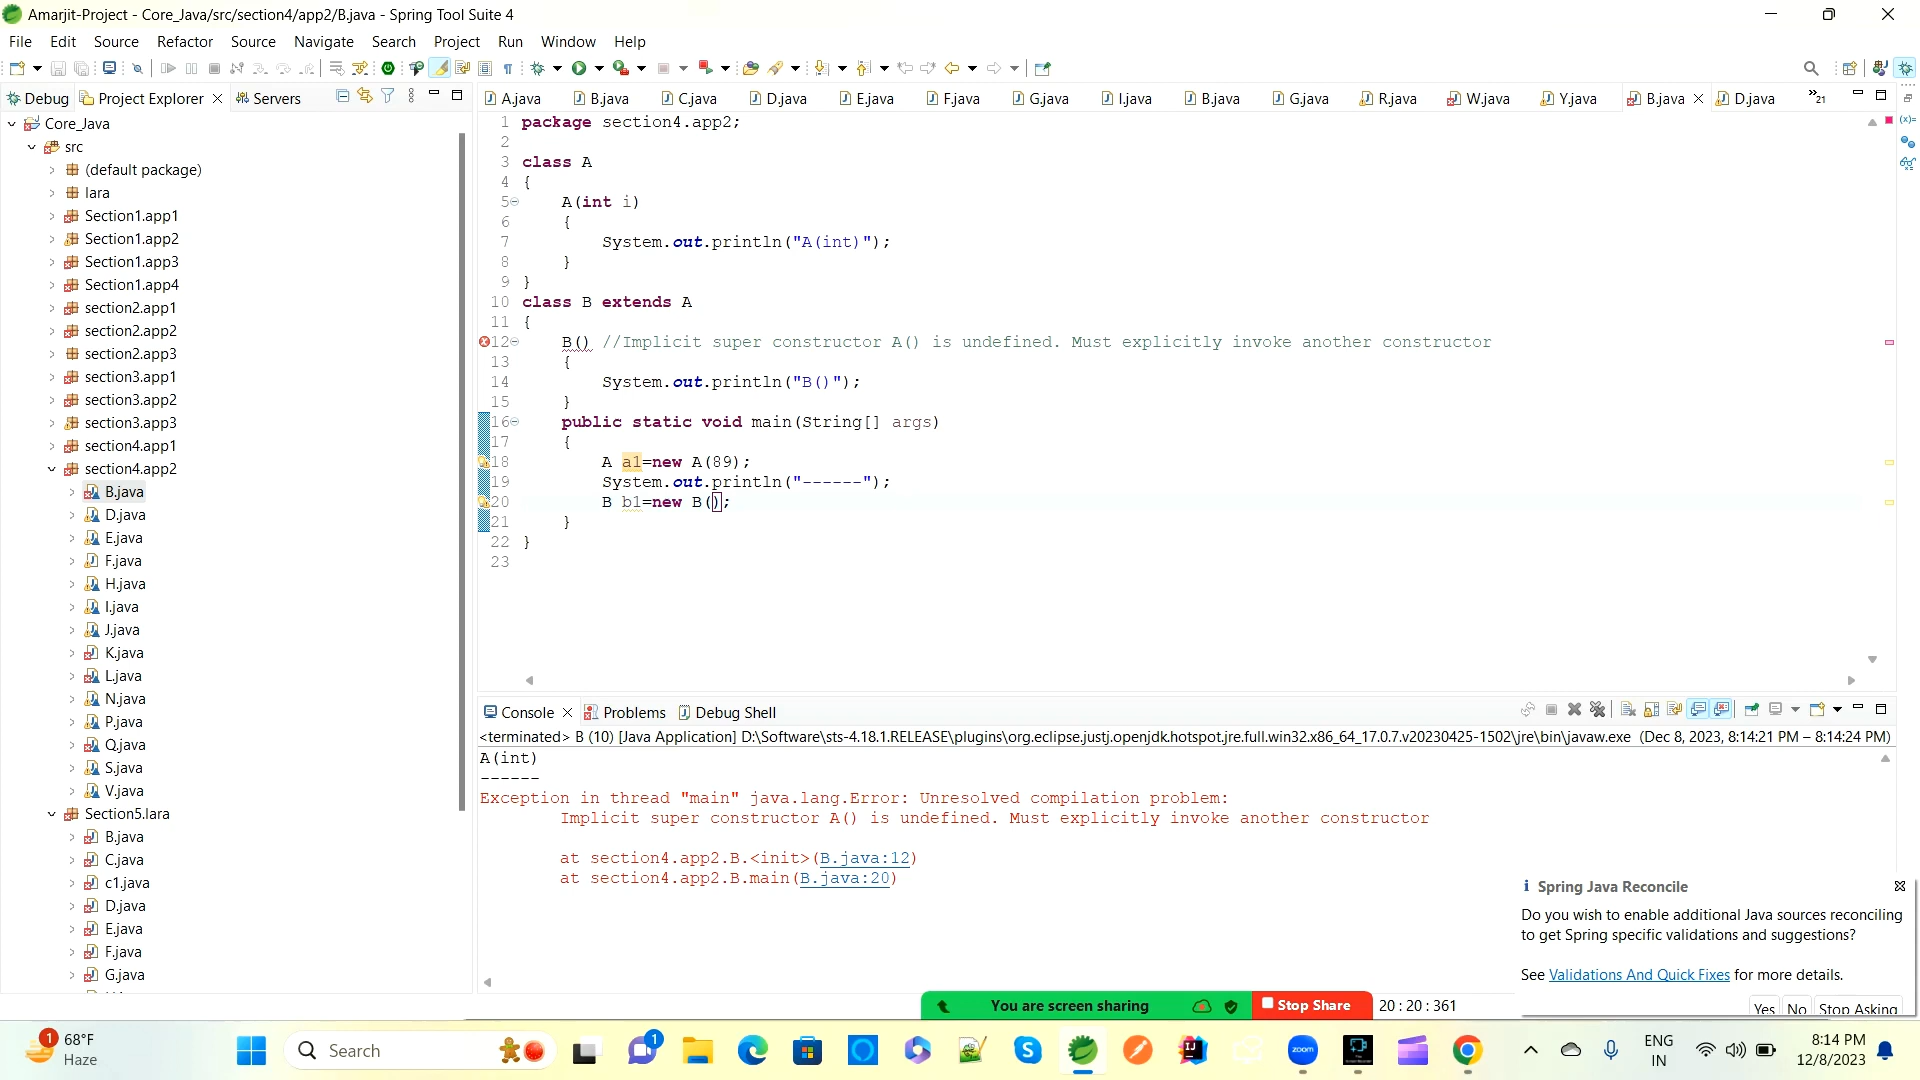 Amarjit-Project - Core_Java/src/section4/app2/B.java - Spring Tool Suite 4
File Edit Source Refactor Source Navigate Search Project Run Window Help
Debug Project Explorer Servers
A.java B.java C.java D.java E.java F.java G.java I.java B.java G.java R.java W.java Y.java B.java D.java 21
Core_Java
src
(default package)
lara
Section1.app1
Section1.app2
Section1.app3
Section1.app4
section2.app1
section2.app2
section2.app3
section3.app1
section3.app2
section3.app3
section4.app1
section4.app2
B.java
D.java
E.java
F.java
H.java
I.java
J.java
K.java
L.java
N.java
P.java
Q.java
S.java
V.java
Section5.lara
B.java
C.java
c1.java
D.java
E.java
F.java
G.java
1 package section4.app2;
2
3 class A
4 {
5 A(int i)
6 {
7 System.out.println("A(int)");
8 }
9 }
10 class B extends A
11 {
12 B() //Implicit super constructor A() is undefined. Must explicitly invoke another constructor
13 {
14 System.out.println("B()");
15 }
16 public static void main(String[] args)
17 {
18 A a1=new A(89);
19 System.out.println("------");
20 B b1=new B();
21 }
22 }
23
Console Problems Debug Shell
<terminated> B (10) [Java Application] D:\Software\sts-4.18.1.RELEASE\plugins\org.eclipse.justj.openjdk.hotspot.jre.full.win32.x86_64_17.0.7.v20230425-1502\jre\bin\javaw.exe (Dec 8, 2023, 8:14:21 PM – 8:14:24 PM)
A(int)
------
Exception in thread "main" java.lang.Error: Unresolved compilation problem:
Implicit super constructor A() is undefined. Must explicitly invoke another constructor
at section4.app2.B.<init>(B.java:12)
at section4.app2.B.main(B.java:20)
Spring Java Reconcile
Do you wish to enable additional Java sources reconciling
to get Spring specific validations and suggestions?
See Validations And Quick Fixes for more details.
Yes No Stop Asking
You are screen sharing Stop Share 20 : 20 : 361
1 68°F
Haze
Search
1
zoom
ENG
IN
8:14 PM
12/8/2023